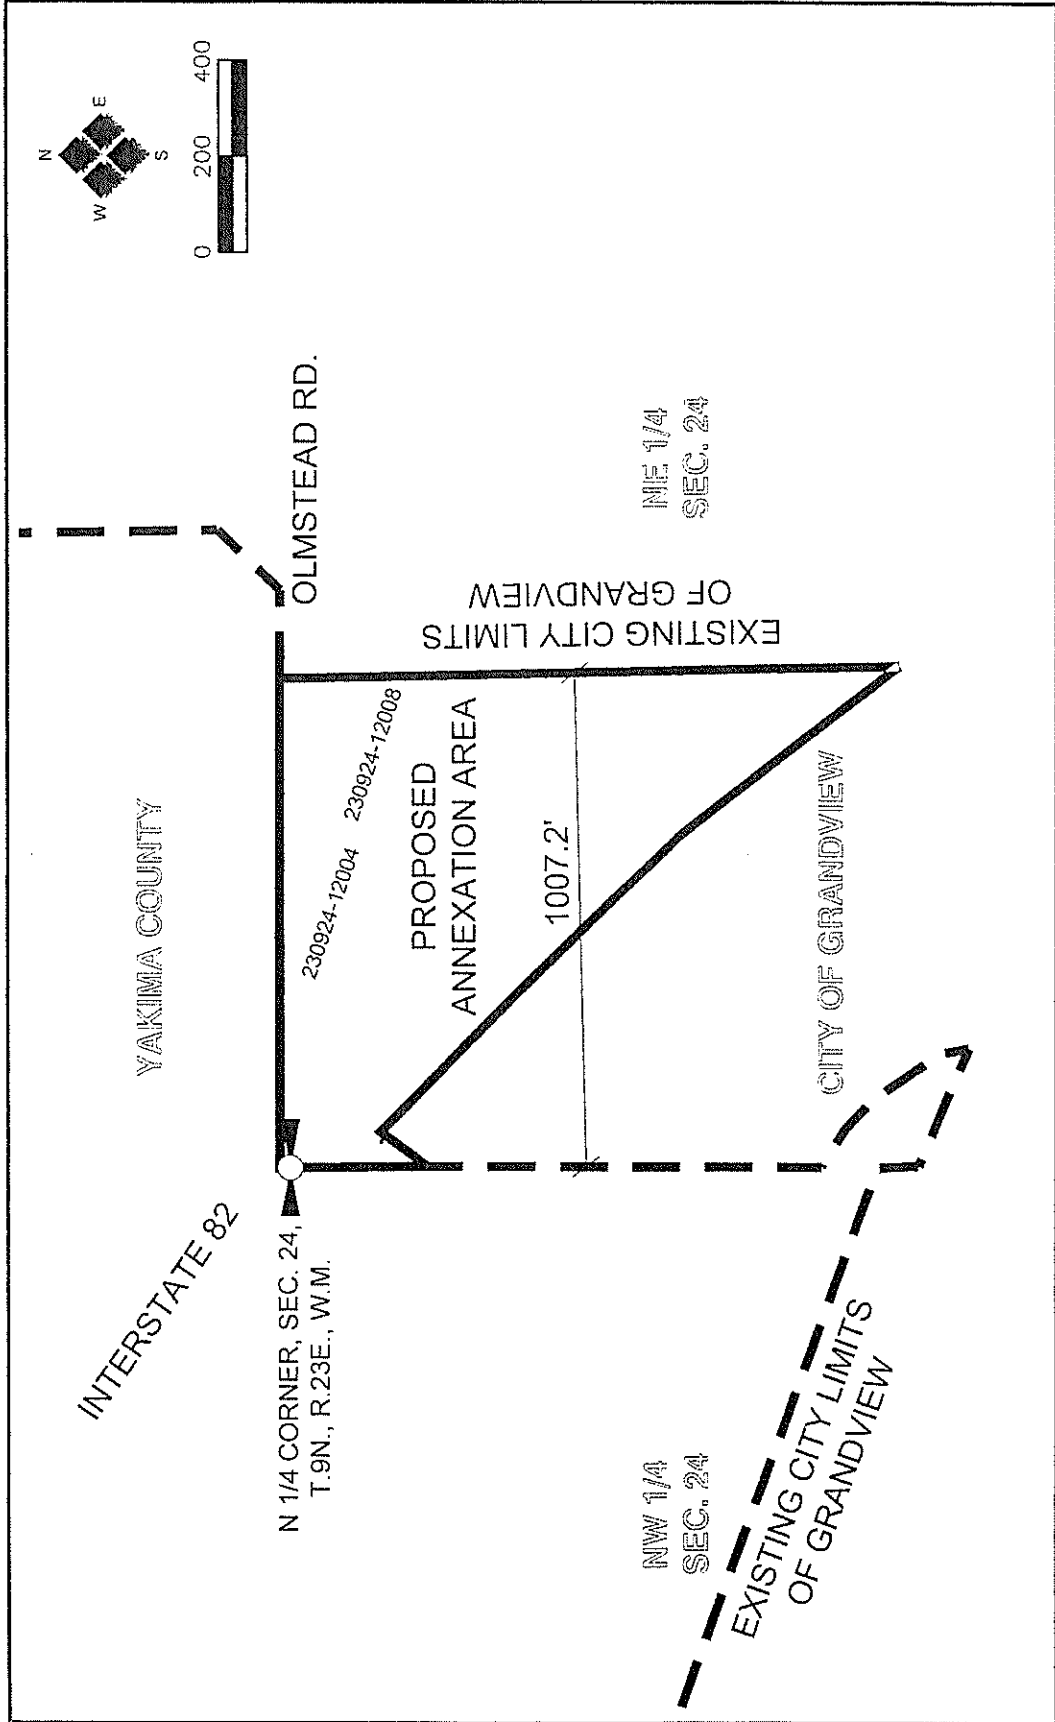 N
W
E
S
0
200
400
INTERSTATE 82
YAKIMA COUNTY
OLMSTEAD RD.
N 1/4 CORNER, SEC. 24,
T.9N., R.23E., W.M.
230924-12004
230924-12008
PROPOSED
ANNEXATION AREA
EXISTING CITY LIMITS
OF GRANDVIEW
1007.2'
NW 1/4
SEC. 24
NE 1/4
SEC. 24
CITY OF GRANDVIEW
EXISTING CITY LIMITS
OF GRANDVIEW